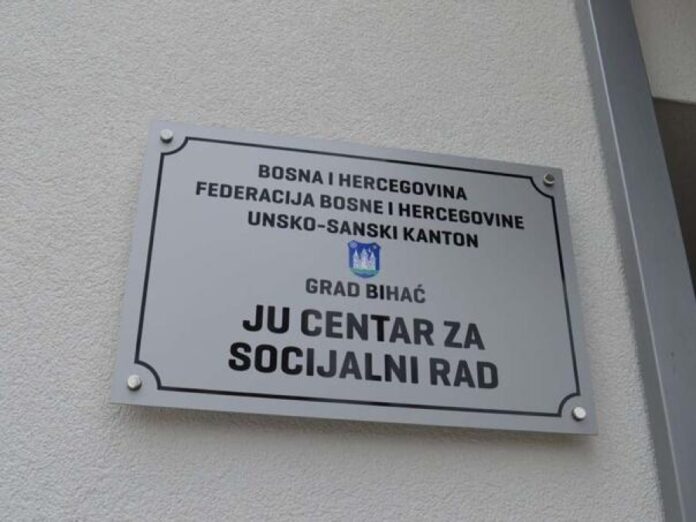 BOSNA I HERCEGOVINA
FEDERACIJA BOSNE I HERCEGOVINE
UNSKO-SANSKI KANTON
GRAD BIHAĆ
JU CENTAR ZA
SOCIJALNI RAD